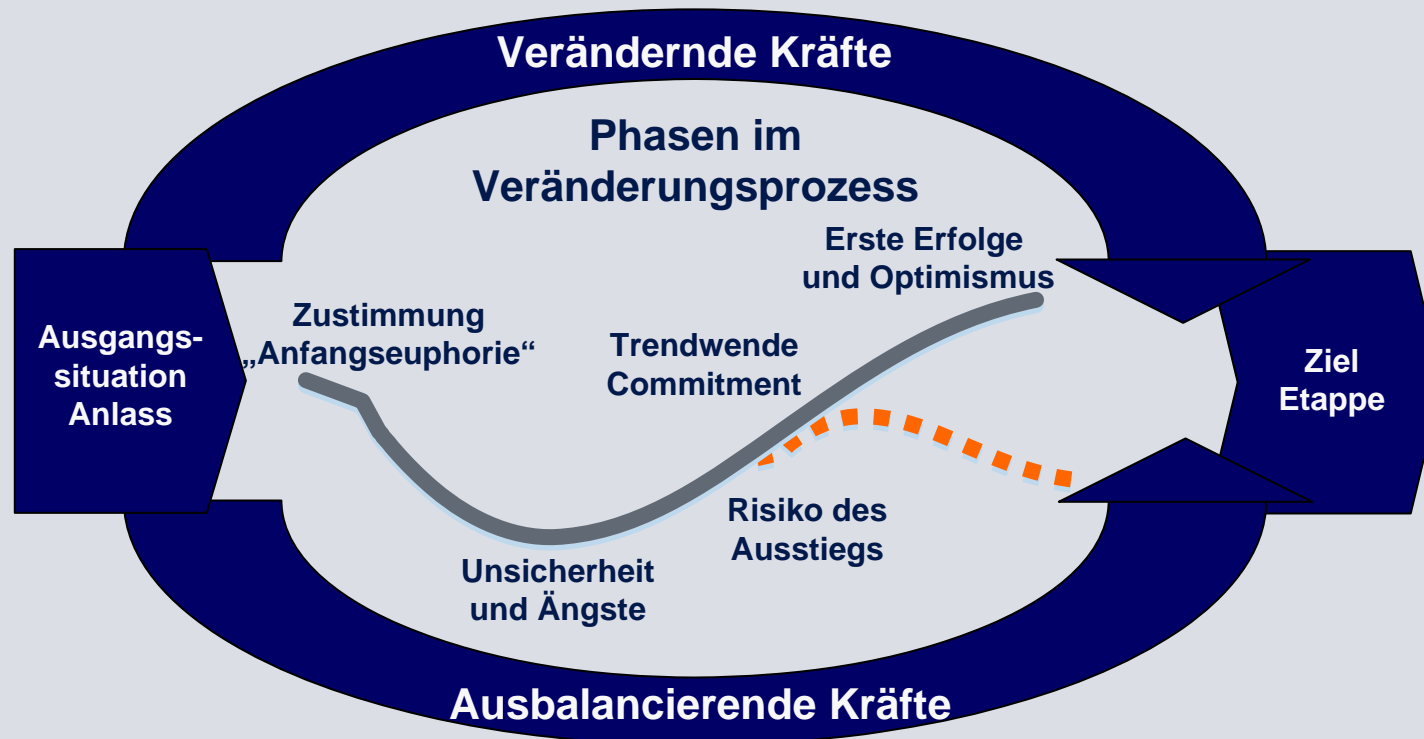 Verändernde Kräfte
Phasen im
Veränderungsprozess
Erste Erfolge
und Optimismus
Zustimmung
„Anfangseuphorie“
Ausgangs-
situation
Anlass
Trendwende
Commitment
Ziel
Etappe
Risiko des
Ausstiegs
Unsicherheit
und Ängste
Ausbalancierende Kräfte